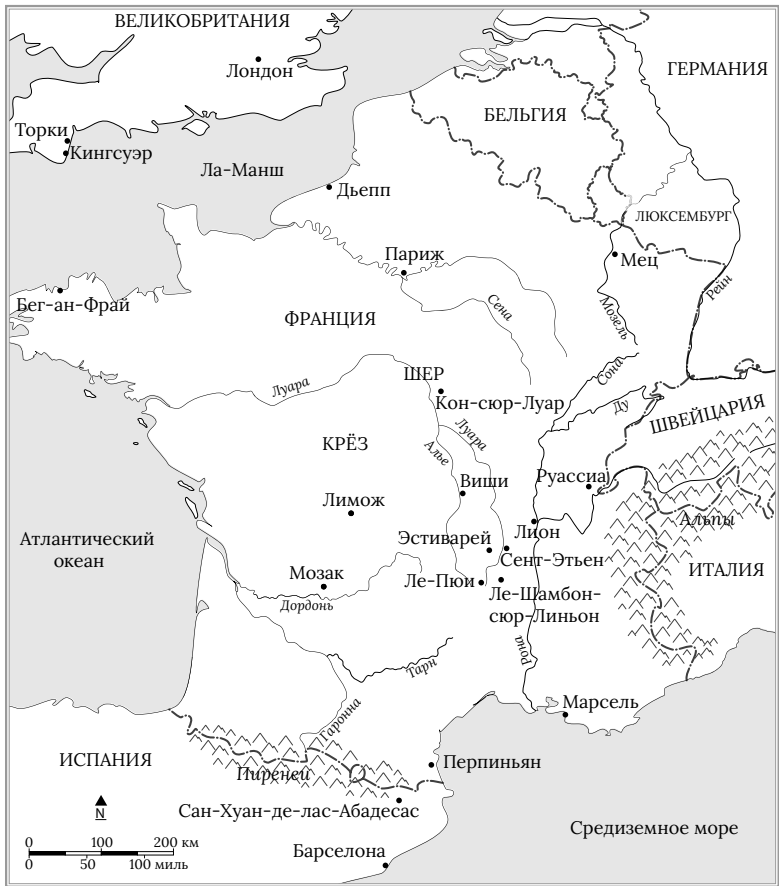 ВЕЛИКОБРИТАНИЯ
Лондон
ГЕРМАНИЯ
БЕЛЬГИЯ
Торки
Кингсуэр
Ла-Манш
Дьепп
ЛЮКСЕМБУРГ
Париж
Мец
Рейн
Бег-ан-Фрай
Сена
Мозель
ФРАНЦИЯ
Сона
ШЕР
Луара
Кон-сюр-Луар
Ду
ШВЕЙЦАРИЯ
КРЁЗ
Алье
Луара
Виши
Руассиа
Лимож
Альпы
Атлантический
океан
Эстиварей
Лион
Сент-Этьен
ИТАЛИЯ
Мозак
Ле-Пюи
Ле-Шамбон-
сюр-Линьон
Дордонь
Рона
Тарн
Гаронна
Марсель
ИСПАНИЯ
Пиренеи
Перпиньян
N
Сан-Хуан-де-лас-Абадесас
Средиземное море
0 100 200 км
0 50 100 миль
Барселона